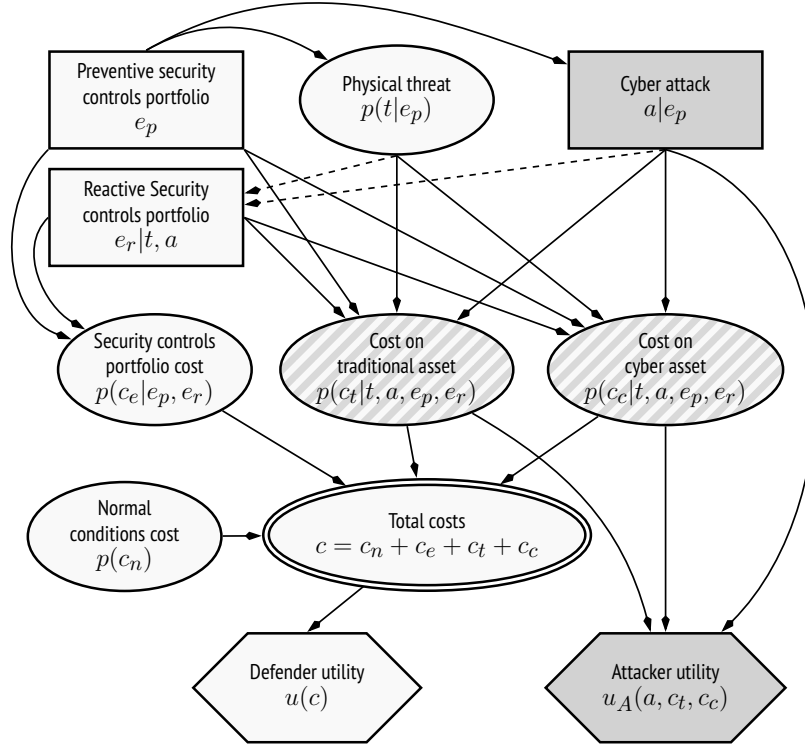 Preventive security
controls portfolio
e_p
Physical threat
p(t|e_p)
Cyber attack
a|e_p
Reactive Security
controls portfolio
e_r|t, a
Security controls
portfolio cost
p(c_e|e_p, e_r)
Cost on
traditional asset
p(c_t|t, a, e_p, e_r)
Cost on
cyber asset
p(c_c|t, a, e_p, e_r)
Normal
conditions cost
p(c_n)
Total costs
c = c_n + c_e + c_t + c_c
Defender utility
u(c)
Attacker utility
u_A(a, c_t, c_c)